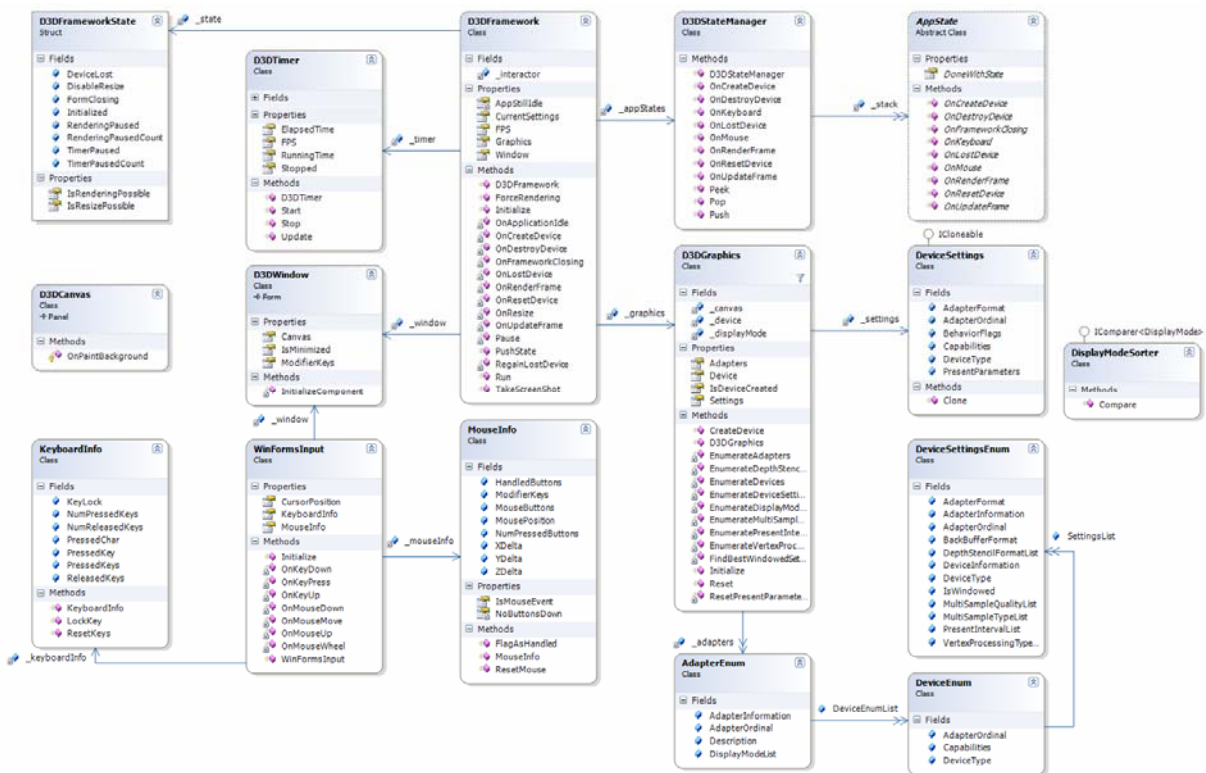 D3DFrameworkState
Struct
Fields
DeviceLost
DisableResize
FormClosing
Initialized
RenderingPaused
RenderingPausedCount
TimerPaused
TimerPausedCount
Properties
IsRenderingPossible
IsResizePossible
_state
D3DTimer
Class
Fields
Properties
ElapsedTime
FPS
RunningTime
Stopped
Methods
D3DTimer
Start
Stop
Update
_timer
D3DFramework
Class
Fields
_interactor
Properties
AppStillIdle
CurrentSettings
FPS
Graphics
Window
Methods
D3DFramework
ForceRendering
Initialize
OnApplicationIdle
OnCreateDevice
OnDestroyDevice
OnFrameworkClosing
OnLostDevice
OnRenderFrame
OnResetDevice
OnResize
OnUpdateFrame
Pause
PushState
RegainLostDevice
Run
TakeScreenShot
_appStates
D3DStateManager
Class
Methods
D3DStateManager
OnCreateDevice
OnDestroyDevice
OnKeyboard
OnLostDevice
OnMouse
OnRenderFrame
OnResetDevice
OnUpdateFrame
Peek
Pop
Push
_stack
AppState
Abstract Class
Properties
DoneWithState
Methods
OnCreateDevice
OnDestroyDevice
OnFrameworkClosing
OnKeyboard
OnLostDevice
OnMouse
OnRenderFrame
OnResetDevice
OnUpdateFrame
D3DCanvas
Class
Panel
Methods
OnPaintBackground
D3DWindow
Class
Form
Properties
Canvas
IsMinimized
ModifierKeys
Methods
InitializeComponent
_window
_window
_graphics
D3DGraphics
Class
Fields
_canvas
_device
_displayMode
Properties
Adapters
Device
IsDeviceCreated
Settings
Methods
CreateDevice
D3DGraphics
EnumerateAdapters
EnumerateDepthStenc...
EnumerateDevices
EnumerateDeviceSetti...
EnumerateDisplayMod...
EnumerateMultiSampl...
EnumeratePresentInte...
EnumerateVertexProc...
FindBestWindowedSet...
Initialize
Reset
ResetPresentParamete...
_settings
ICloneable
DeviceSettings
Class
Fields
AdapterFormat
AdapterOrdinal
BehaviorFlags
Capabilities
DeviceType
PresentParameters
Methods
Clone
IComparer<DisplayMode>
DisplayModeSorter
Class
Methods
Compare
KeyboardInfo
Class
Fields
KeyLock
NumPressedKeys
NumReleasedKeys
PressedChar
PressedKey
PressedKeys
ReleasedKeys
Methods
KeyboardInfo
LockKey
ResetKeys
_keyboardInfo
WinFormsInput
Class
Properties
CursorPosition
KeyboardInfo
MouseInfo
Methods
Initialize
OnKeyDown
OnKeyPress
OnKeyUp
OnMouseDown
OnMouseMove
OnMouseUp
OnMouseWheel
WinFormsInput
_mouseInfo
MouseInfo
Class
Fields
HandledButtons
ModifierKeys
MouseButtons
MousePosition
NumPressedButtons
XDelta
YDelta
ZDelta
Properties
IsMouseEvent
NoButtonsDown
Methods
FlagAsHandled
MouseInfo
ResetMouse
_adapters
AdapterEnum
Class
Fields
AdapterInformation
AdapterOrdinal
Description
DisplayModeList
DeviceEnumList
DeviceSettingsEnum
Class
Fields
AdapterFormat
AdapterInformation
AdapterOrdinal
BackBufferFormat
DepthStencilFormatList
DeviceInformation
DeviceType
IsWindowed
MultiSampleQualityList
MultiSampleTypeList
PresentIntervalList
VertexProcessingType...
SettingsList
DeviceEnum
Class
Fields
AdapterOrdinal
Capabilities
DeviceType